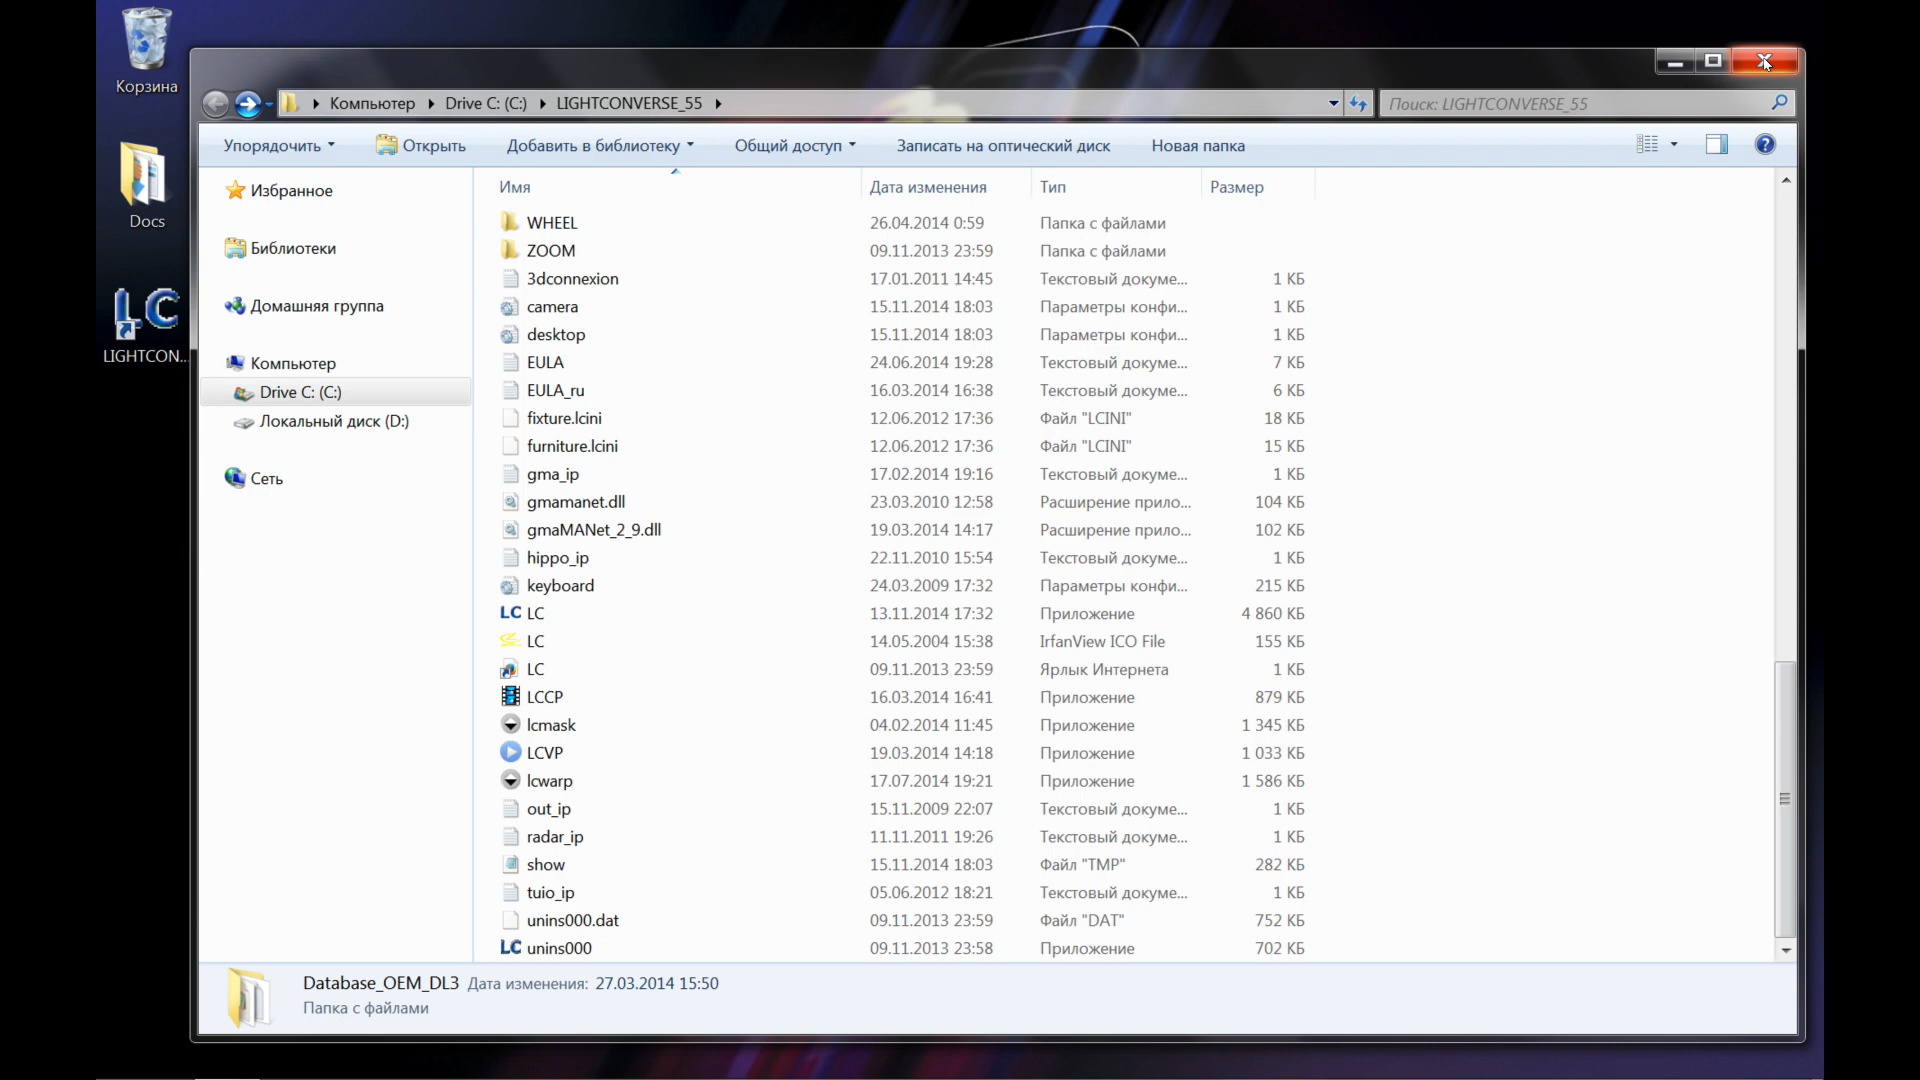 Корзина
Docs
LC
LIGHTCON...
Компьютер Drive C: (C:) LIGHTCONVERSE_55
Поиск: LIGHTCONVERSE_55
Упорядочить Открыть Добавить в библиотеку Общий доступ Записать на оптический диск Новая папка
Избранное
Библиотеки
Домашняя группа
Компьютер
Drive C: (C:)
Локальный диск (D:)
Сеть
Имя Дата изменения Тип Размер
WHEEL 26.04.2014 0:59 Папка с файлами
ZOOM 09.11.2013 23:59 Папка с файлами
3dconnexion 17.01.2011 14:45 Текстовый докуме... 1 КБ
camera 15.11.2014 18:03 Параметры конфи... 1 КБ
desktop 15.11.2014 18:03 Параметры конфи... 1 КБ
EULA 24.06.2014 19:28 Текстовый докуме... 7 КБ
EULA_ru 16.03.2014 16:38 Текстовый докуме... 6 КБ
fixture.lcini 12.06.2012 17:36 Файл "LCINI" 18 КБ
furniture.lcini 12.06.2012 17:36 Файл "LCINI" 15 КБ
gma_ip 17.02.2014 19:16 Текстовый докуме... 1 КБ
gmamanet.dll 23.03.2010 12:58 Расширение прило... 104 КБ
gmaMANet_2_9.dll 19.03.2014 14:17 Расширение прило... 102 КБ
hippo_ip 22.11.2010 15:54 Текстовый докуме... 1 КБ
keyboard 24.03.2009 17:32 Параметры конфи... 215 КБ
LC LC 13.11.2014 17:32 Приложение 4 860 КБ
LC 14.05.2004 15:38 IrfanView ICO File 155 КБ
LC 09.11.2013 23:59 Ярлык Интернета 1 КБ
LCCP 16.03.2014 16:41 Приложение 879 КБ
lcmask 04.02.2014 11:45 Приложение 1 345 КБ
LCVP 19.03.2014 14:18 Приложение 1 033 КБ
lcwarp 17.07.2014 19:21 Приложение 1 586 КБ
out_ip 15.11.2009 22:07 Текстовый докуме... 1 КБ
radar_ip 11.11.2011 19:26 Текстовый докуме... 1 КБ
show 15.11.2014 18:03 Файл "TMP" 282 КБ
tuio_ip 05.06.2012 18:21 Текстовый докуме... 1 КБ
unins000.dat 09.11.2013 23:59 Файл "DAT" 752 КБ
LC unins000 09.11.2013 23:58 Приложение 702 КБ
Database_OEM_DL3 Дата изменения: 27.03.2014 15:50
Папка с файлами